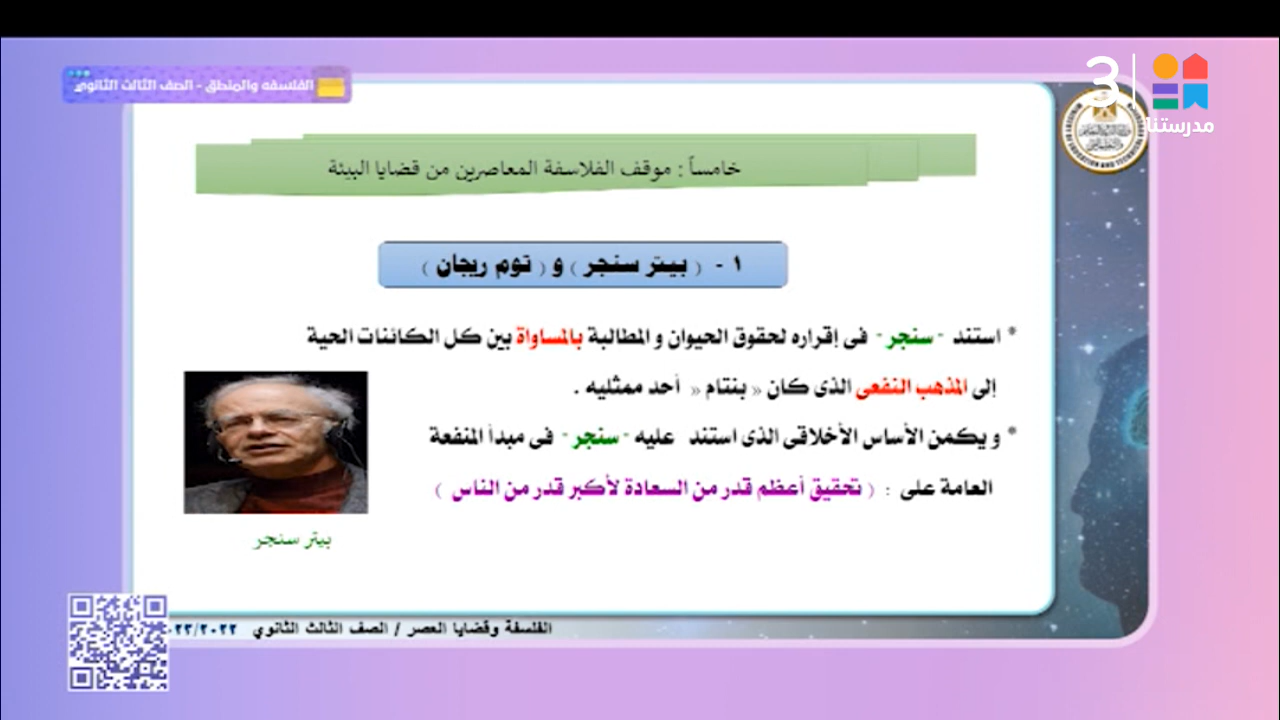 الفلسفه والمنطق - الصف الثالث الثانوي
3
مدرستنا
خامساً : موقف الفلاسفة المعاصرين من قضايا البيئة
١ - ( بيتر سنجر ) و ( توم ريجان )
* استند - سنجر - فى إقراره لحقوق الحيوان و المطالبة بالمساواة بين كل الكائنات الحية
إلى المذهب النفعى الذى كان « بنتام « أحد ممثليه .
* و يكمن الأساس الأخلاقى الذى استند عليه - سنجر - فى مبدأ المنفعة
العامة على : ( تحقيق أعظم قدر من السعادة لأكبر قدر من الناس )
بيتر سنجر
الفلسفة وقضايا العصر / الصف الثالث الثانوي